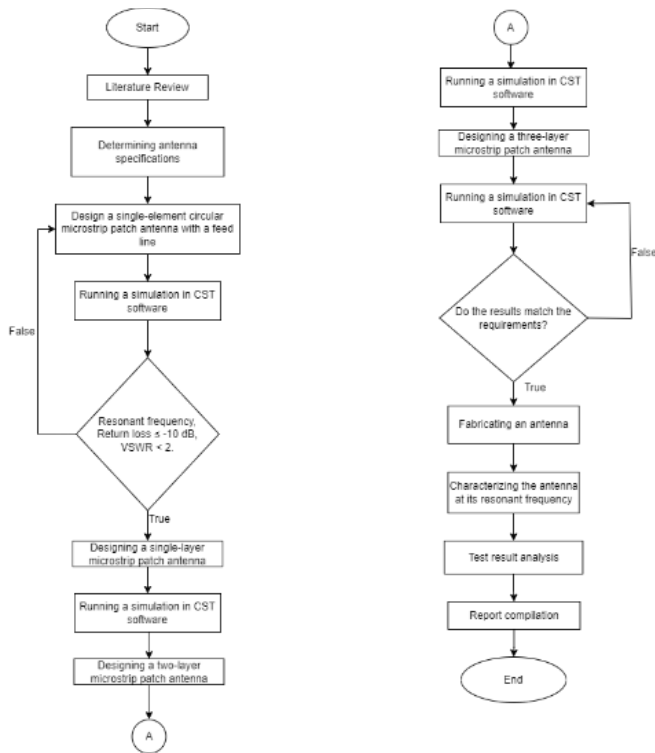 Start
Literature Review
Determining antenna
specifications
Design a single-element circular
microstrip patch antenna with a feed
line
Running a simulation in CST
software
False
Resonant frequency,
Return loss ≤ -10 dB,
VSWR < 2.
True
Designing a single-layer
microstrip patch antenna
Running a simulation in CST
software
Designing a two-layer
microstrip patch antenna
A
A
Running a simulation in CST
software
Designing a three-layer
microstrip patch antenna
Running a simulation in CST
software
False
Do the results match the
requirements?
True
Fabricating an antenna
Characterizing the antenna
at its resonant frequency
Test result analysis
Report compilation
End